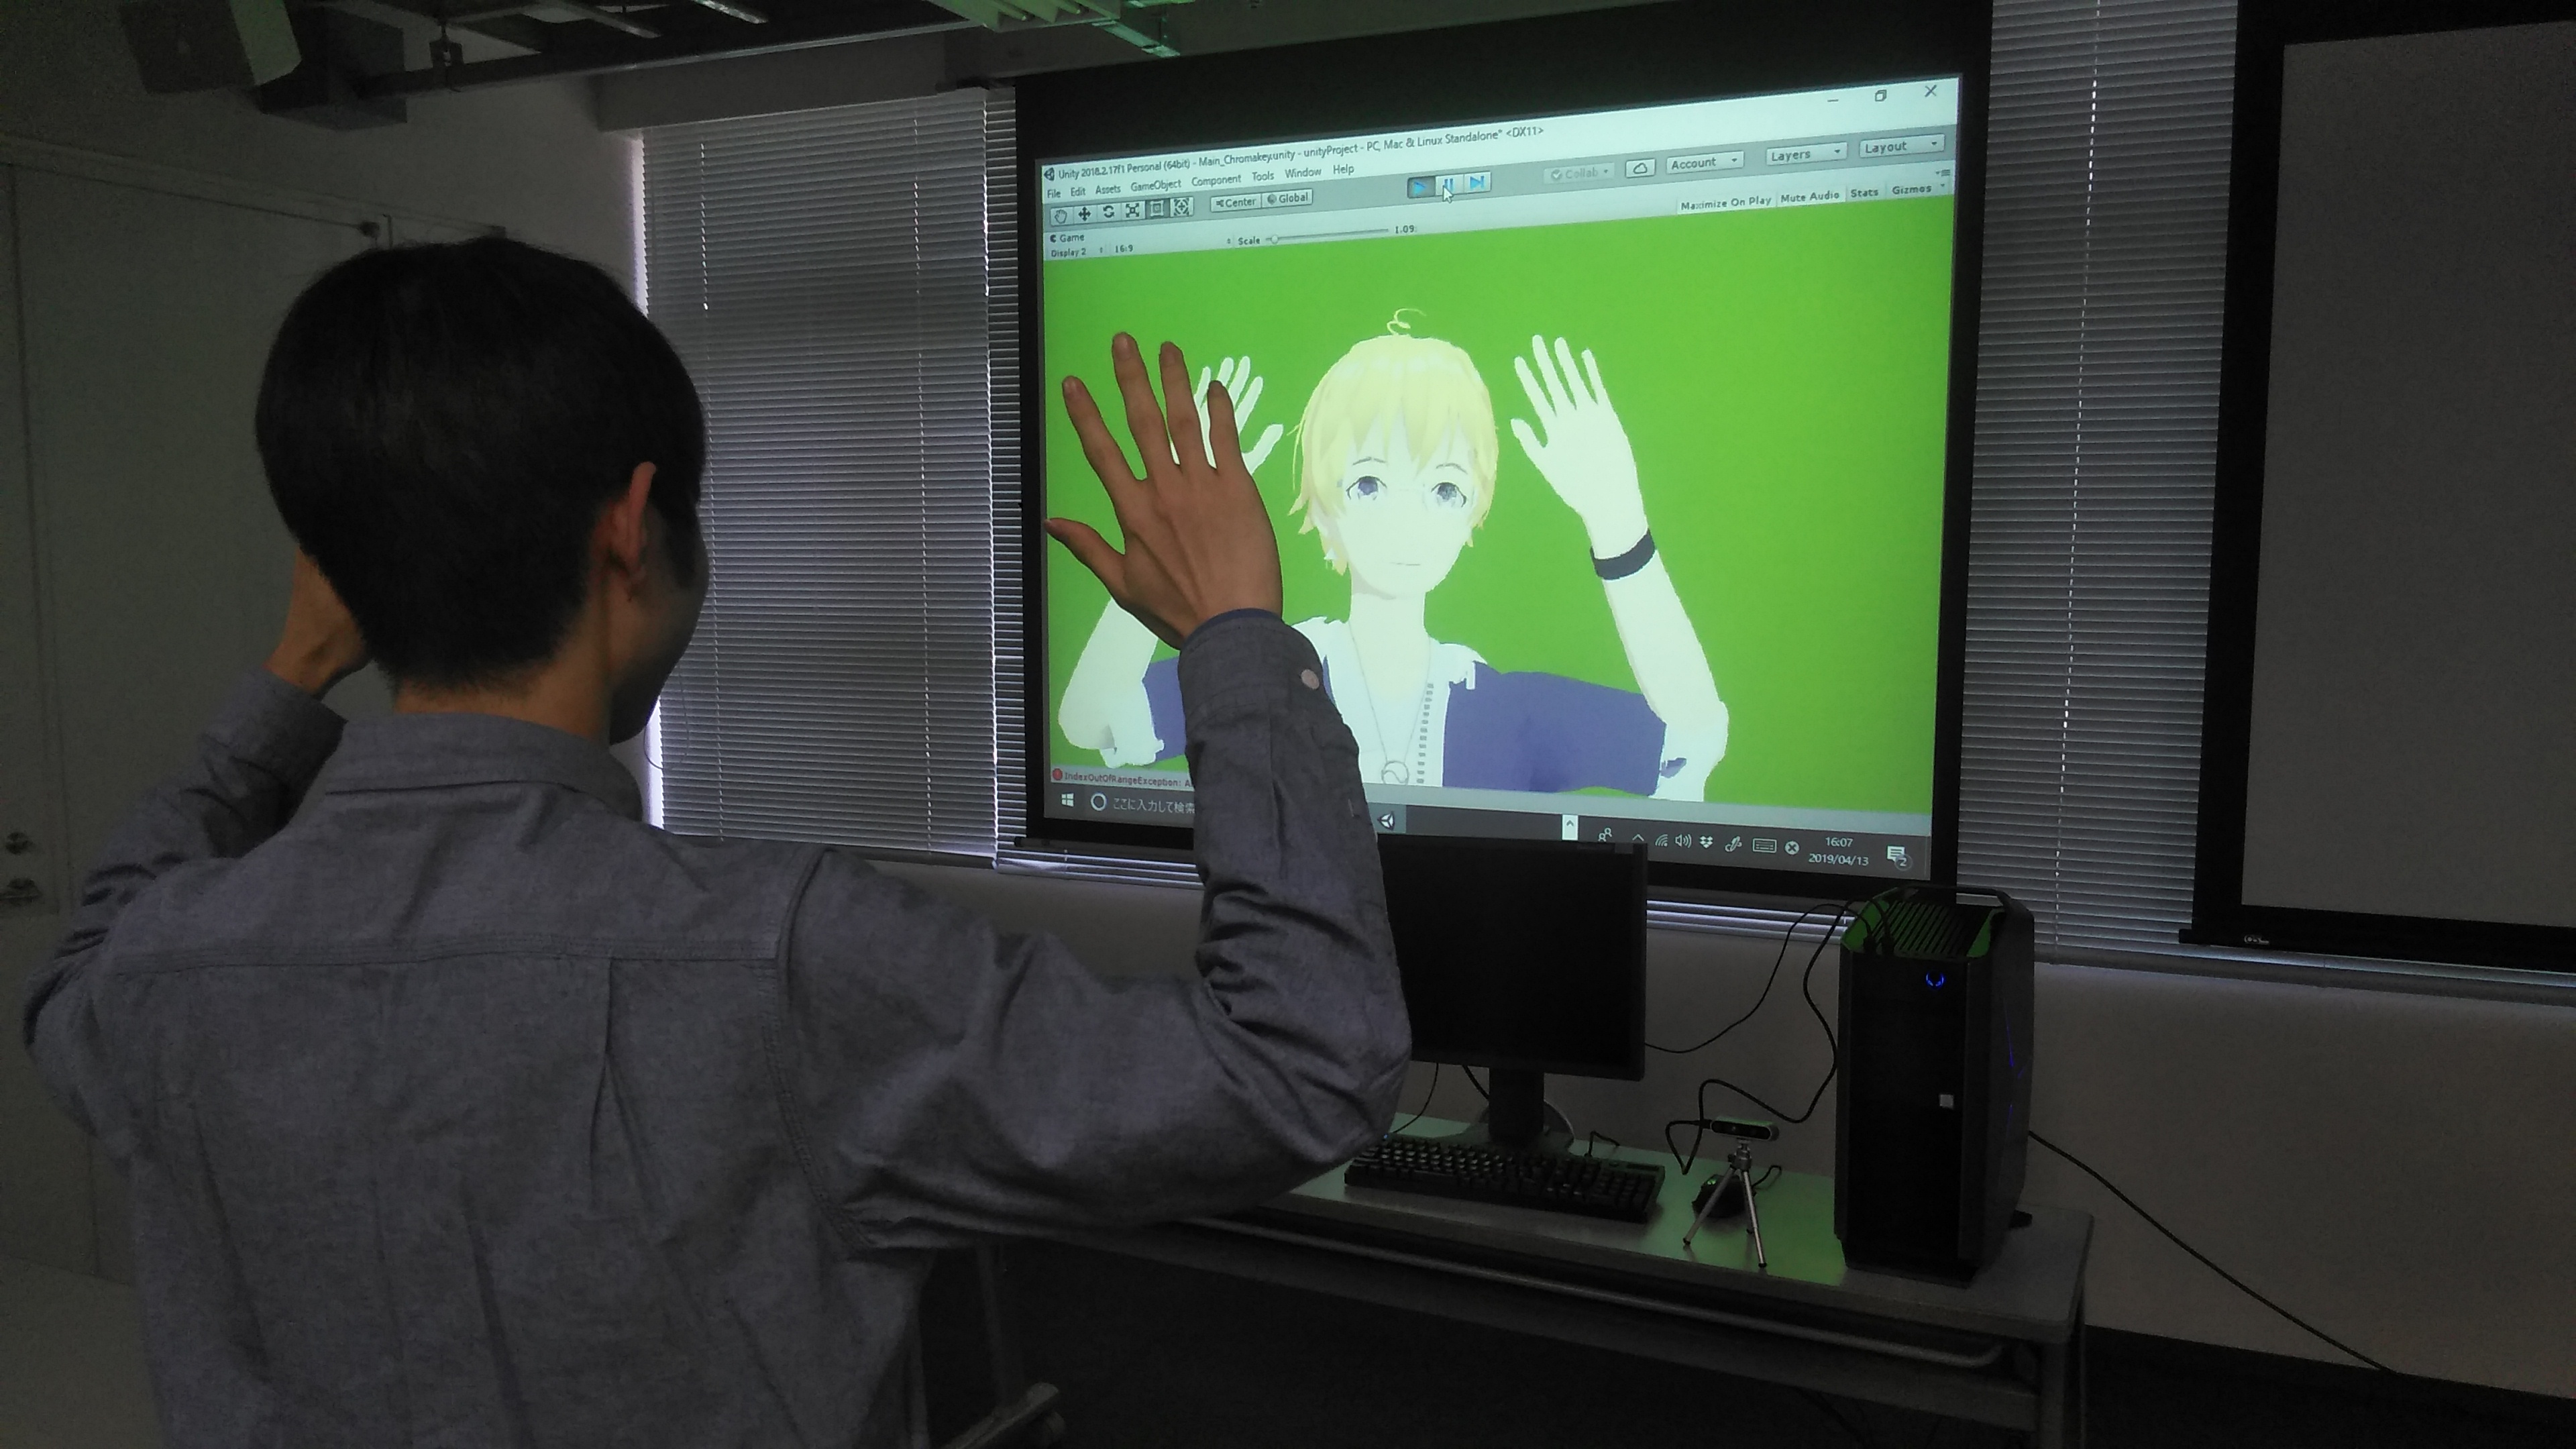 Unity 2018.2.17f1 Personal (64bit) - Main_Chromakey.unity - unityProject - PC, Mac & Linux Standalone* <DX11>
File Edit Assets GameObject Component Tools Window Help
Center Global Collab Account Layers Layout
Game
Display 2 16:9 Scale 1.09 Maximize On Play Mute Audio Stats Gizmos
IndexOutOfRangeException:
ここに入力して検索
16:07
2019/04/13
2